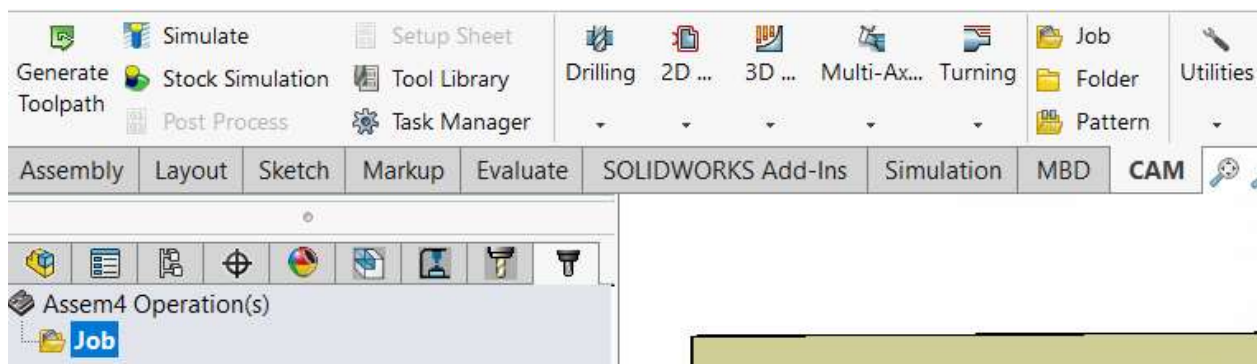 Simulate Setup Sheet Job
Generate Stock Simulation Tool Library Drilling 2D ... 3D ... Multi-Ax... Turning Folder Utilities
Toolpath
Post Process Task Manager Pattern
Assembly Layout Sketch Markup Evaluate SOLIDWORKS Add-Ins Simulation MBD CAM
Assem4 Operation(s)
Job